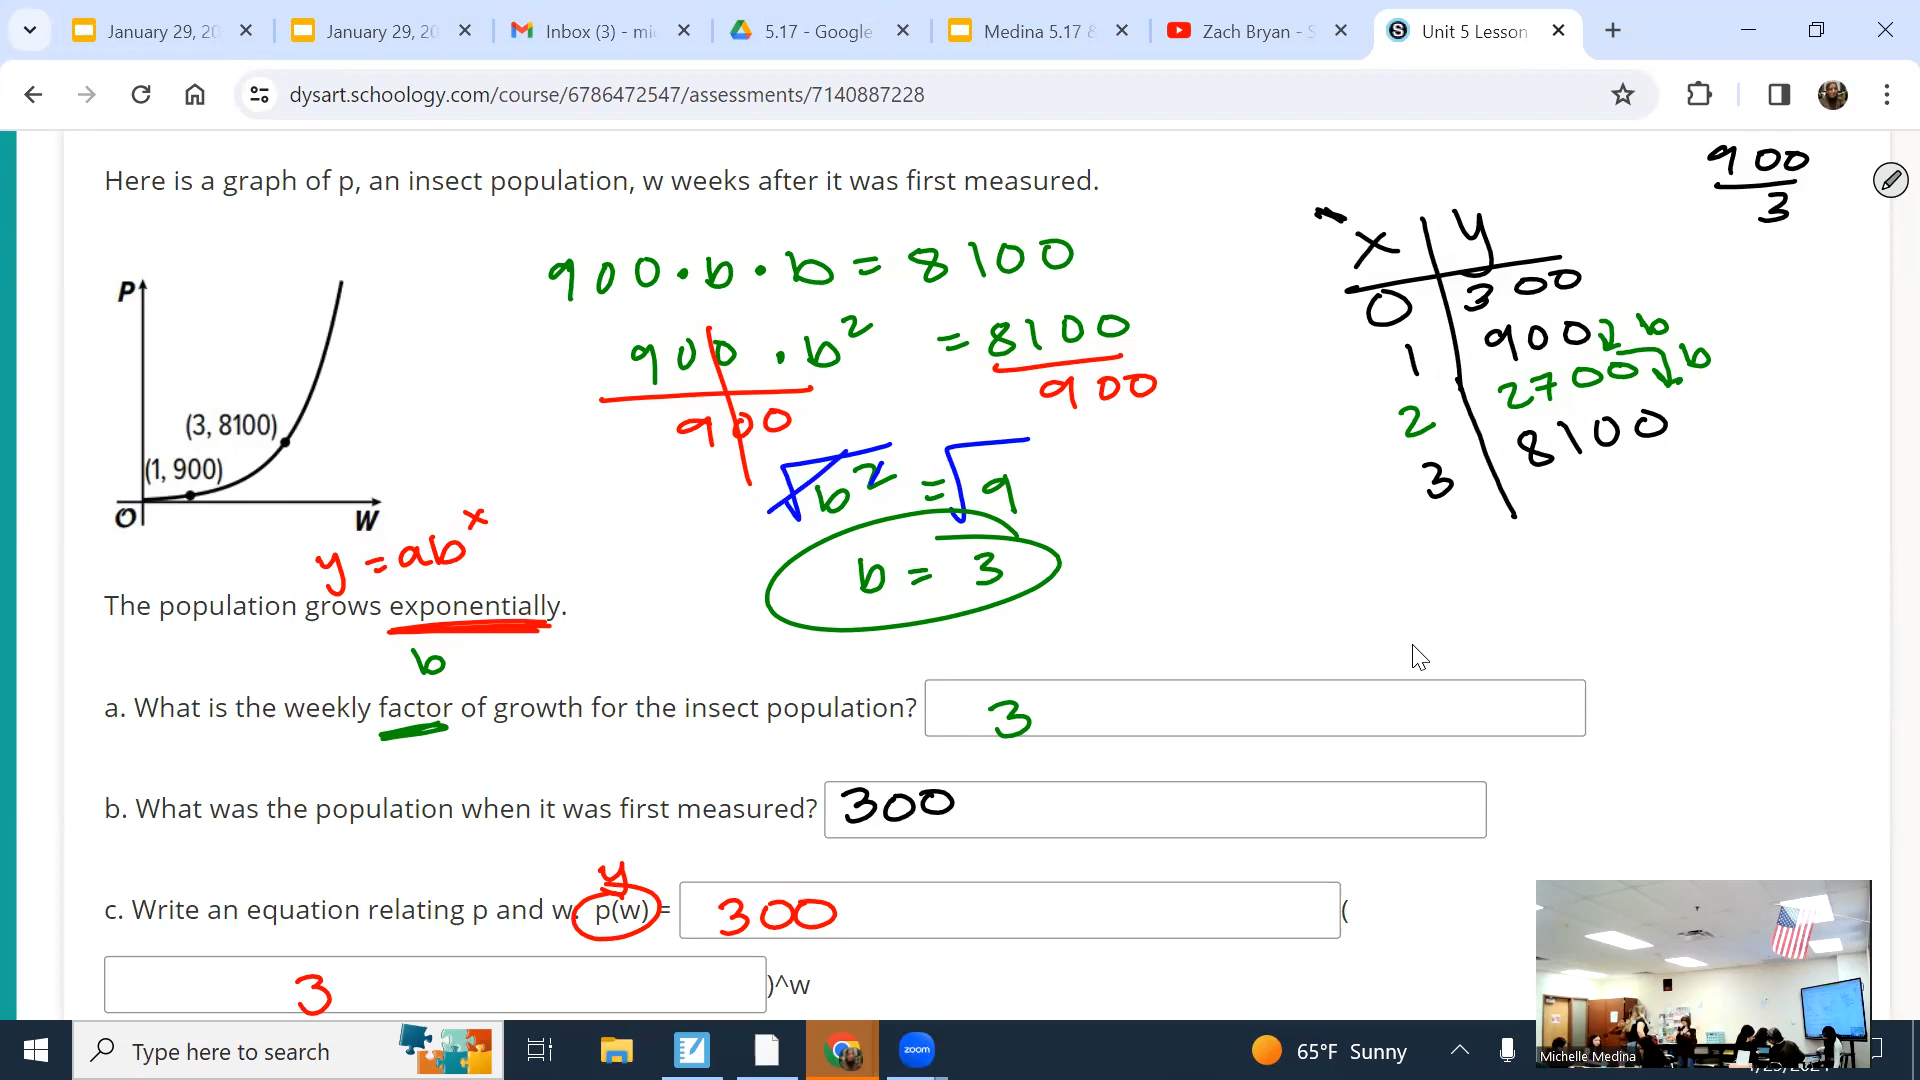 January 29, 20
January 29, 20
Inbox (3) - mi
5.17 - Google
Medina 5.17 8
Zach Bryan - S
Unit 5 Lesson
dysart.schoology.com/course/6786472547/assessments/7140887228
Here is a graph of p, an insect population, w weeks after it was first measured.
900
3
x y
0 300
1 900 b
2 2700 b
3 8100
900 · b · b = 8100
900 · b² = 8100
900 900
√b² = √9
b = 3
P
(3, 8100)
(1, 900)
O
W
y = ab^x
The population grows exponentially.
b
a. What is the weekly factor of growth for the insect population? 3
b. What was the population when it was first measured? 300
y
c. Write an equation relating p and w. p(w) = 300 (
3 )^w
Michelle Medina
Type here to search
zoom
65°F Sunny